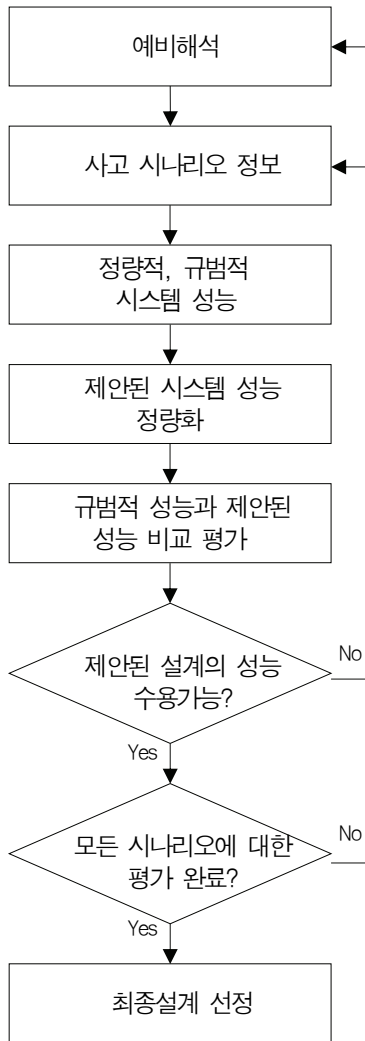 예비해석
사고 시나리오 정보
정량적, 규범적
시스템 성능
제안된 시스템 성능
정량화
규범적 성능과 제안된
성능 비교 평가
제안된 설계의 성능
수용가능?
No
Yes
모든 시나리오에 대한
평가 완료?
No
Yes
최종설계 선정